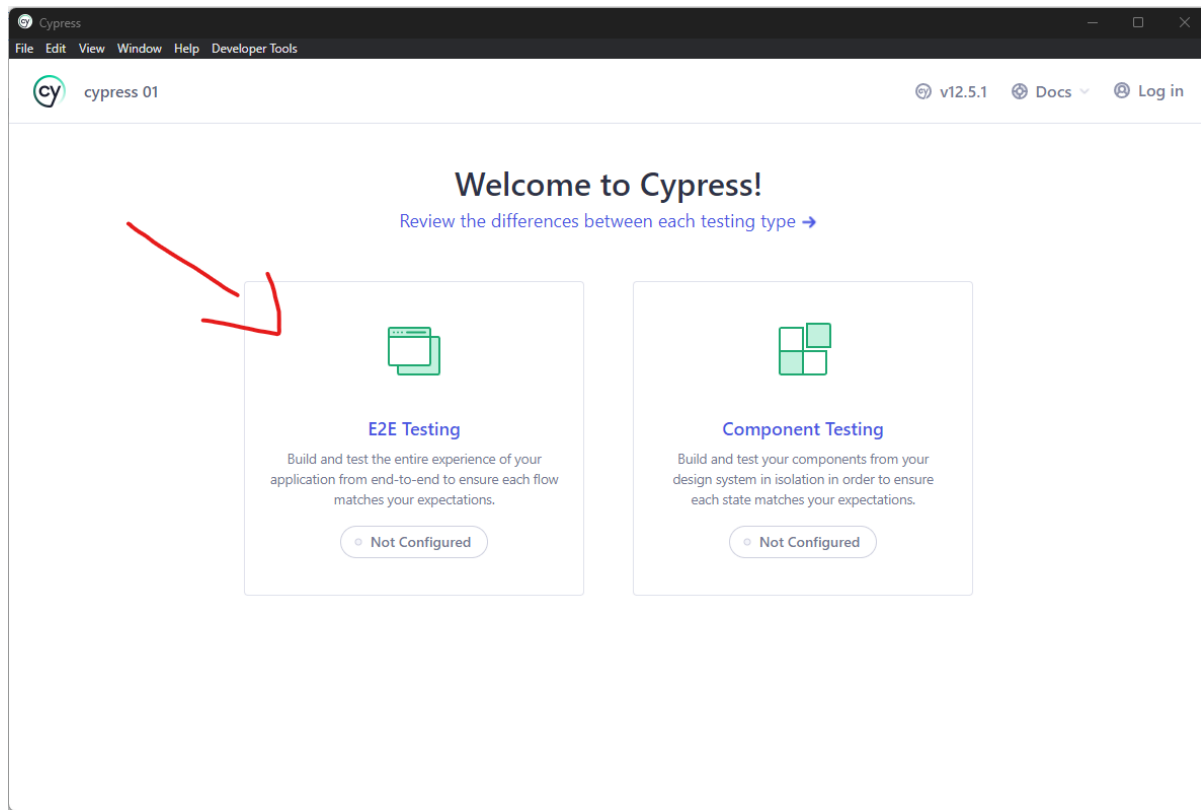 cy Cypress
File Edit View Window Help Developer Tools
cy cypress 01
cy v12.5.1 Docs Log in
Welcome to Cypress!
Review the differences between each testing type →
E2E Testing
Build and test the entire experience of your
application from end-to-end to ensure each flow
matches your expectations.
Not Configured
Component Testing
Build and test your components from your
design system in isolation in order to ensure
each state matches your expectations.
Not Configured